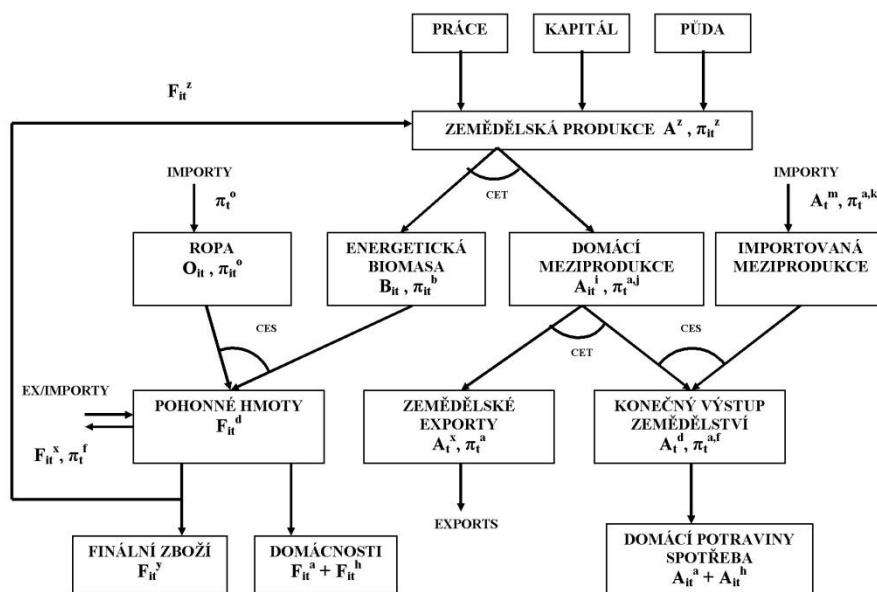 PRÁCE
KAPITÁL
PŮDA
F_it^z
ZEMĚDĚLSKÁ PRODUKCE A^z , π_it^z
IMPORTY
π_t^o
CET
IMPORTY
A_t^m, π_t^a,k
ROPA
O_it , π_it^o
ENERGETICKÁ
BIOMASA
B_it , π_it^b
DOMÁCÍ
MEZIPRODUKCE
A_it^i , π_t^a,j
IMPORTOVANÁ
MEZIPRODUKCE
CES
CET
CES
EX/IMPORTY
F_it^x, π_t^f
POHONNÉ HMOTY
F_it^d
ZEMĚDĚLSKÉ
EXPORTY
A_t^x, π_t^a
KONEČNÝ VÝSTUP
ZEMĚDĚLSTVÍ
A_t^d, π_t^a,f
EXPORTS
FINÁLNÍ ZBOŽÍ
F_it^y
DOMÁCNOSTI
F_it^a + F_it^h
DOMÁCÍ POTRAVINY
SPOTŘEBA
A_it^a + A_it^h